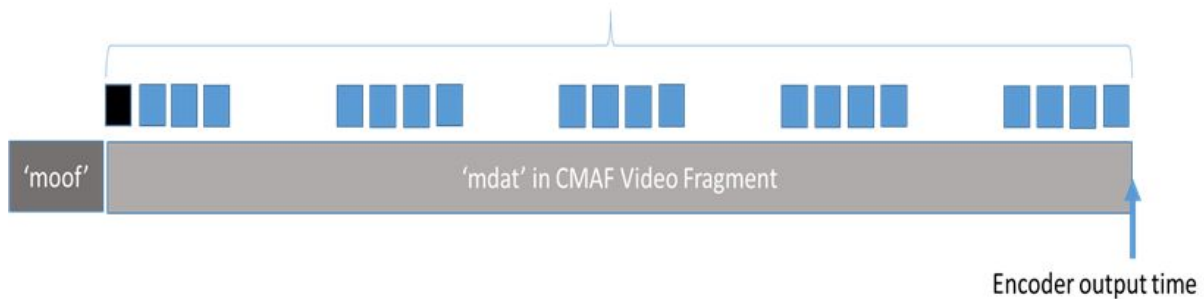 ‘moof’
‘mdat’ in CMAF Video Fragment
Encoder output time